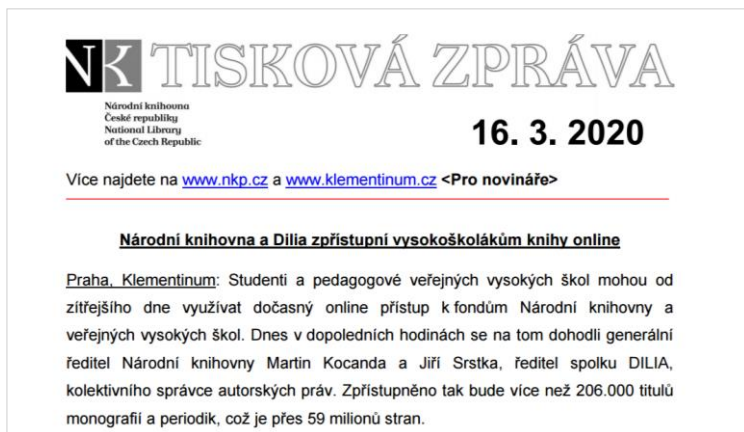 NK TISKOVÁ ZPRÁVA
Národní knihovna
České republiky
National Library
of the Czech Republic
16. 3. 2020
Více najdete na www.nkp.cz a www.klementinum.cz <Pro novináře>
Národní knihovna a Dilia zpřístupní vysokoškolákům knihy online
Praha, Klementinum: Studenti a pedagogové veřejných vysokých škol mohou od
zítřejšího dne využívat dočasný online přístup k fondům Národní knihovny a
veřejných vysokých škol. Dnes v dopoledních hodinách se na tom dohodli generální
ředitel Národní knihovny Martin Kocanda a Jiří Srstka, ředitel spolku DILIA,
kolektivního správce autorských práv. Zpřístupněno tak bude více než 206.000 titulů
monografií a periodik, což je přes 59 milionů stran.